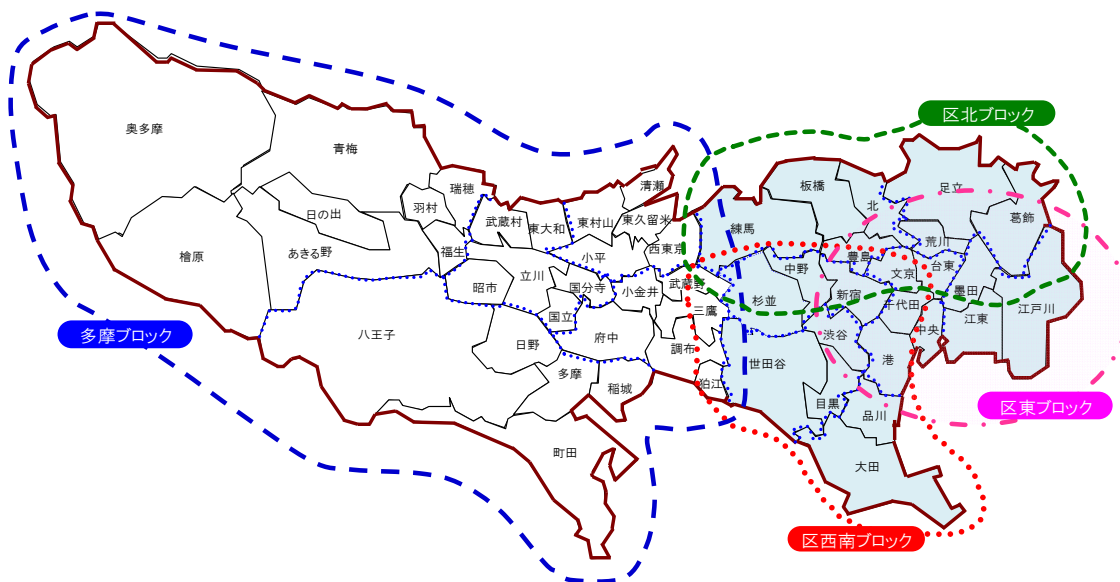 区北ブロック
奥多摩
青梅
清瀬
板橋
足立
瑞穂
北
羽村
日の出
武蔵村
東大和
東村山
東久留米
葛飾
練馬
荒川
檜原
あきる野
福生
小平
西東京
豊島
台東
中野
文京
昭市
立川
国分寺
小金井
武蔵野
杉並
新宿
千代田
墨田
江戸川
国立
三鷹
江東
多摩ブロック
八王子
日野
府中
調布
渋谷
中央
世田谷
港
多摩
稲城
狛江
目黒
品川
区東ブロック
町田
大田
区西南ブロック